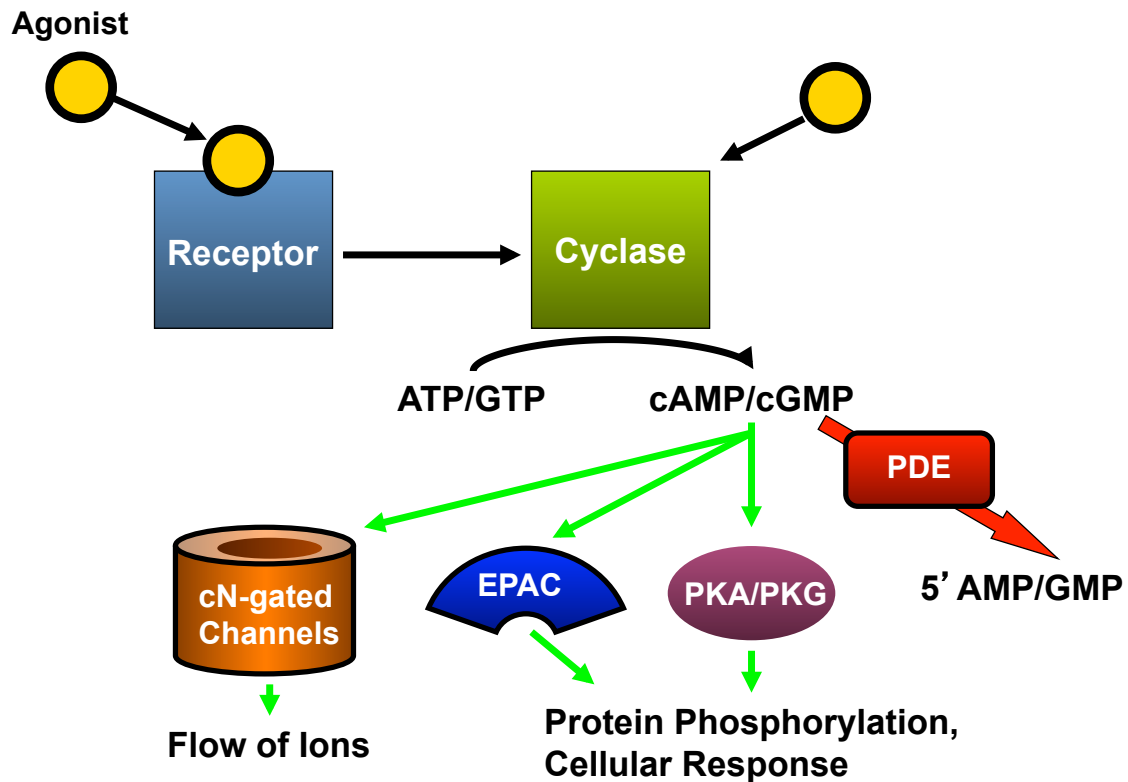 Agonist
Receptor
Cyclase
ATP/GTP
cAMP/cGMP
PDE
5’ AMP/GMP
cN-gated
Channels
EPAC
PKA/PKG
Flow of Ions
Protein Phosphorylation,
Cellular Response